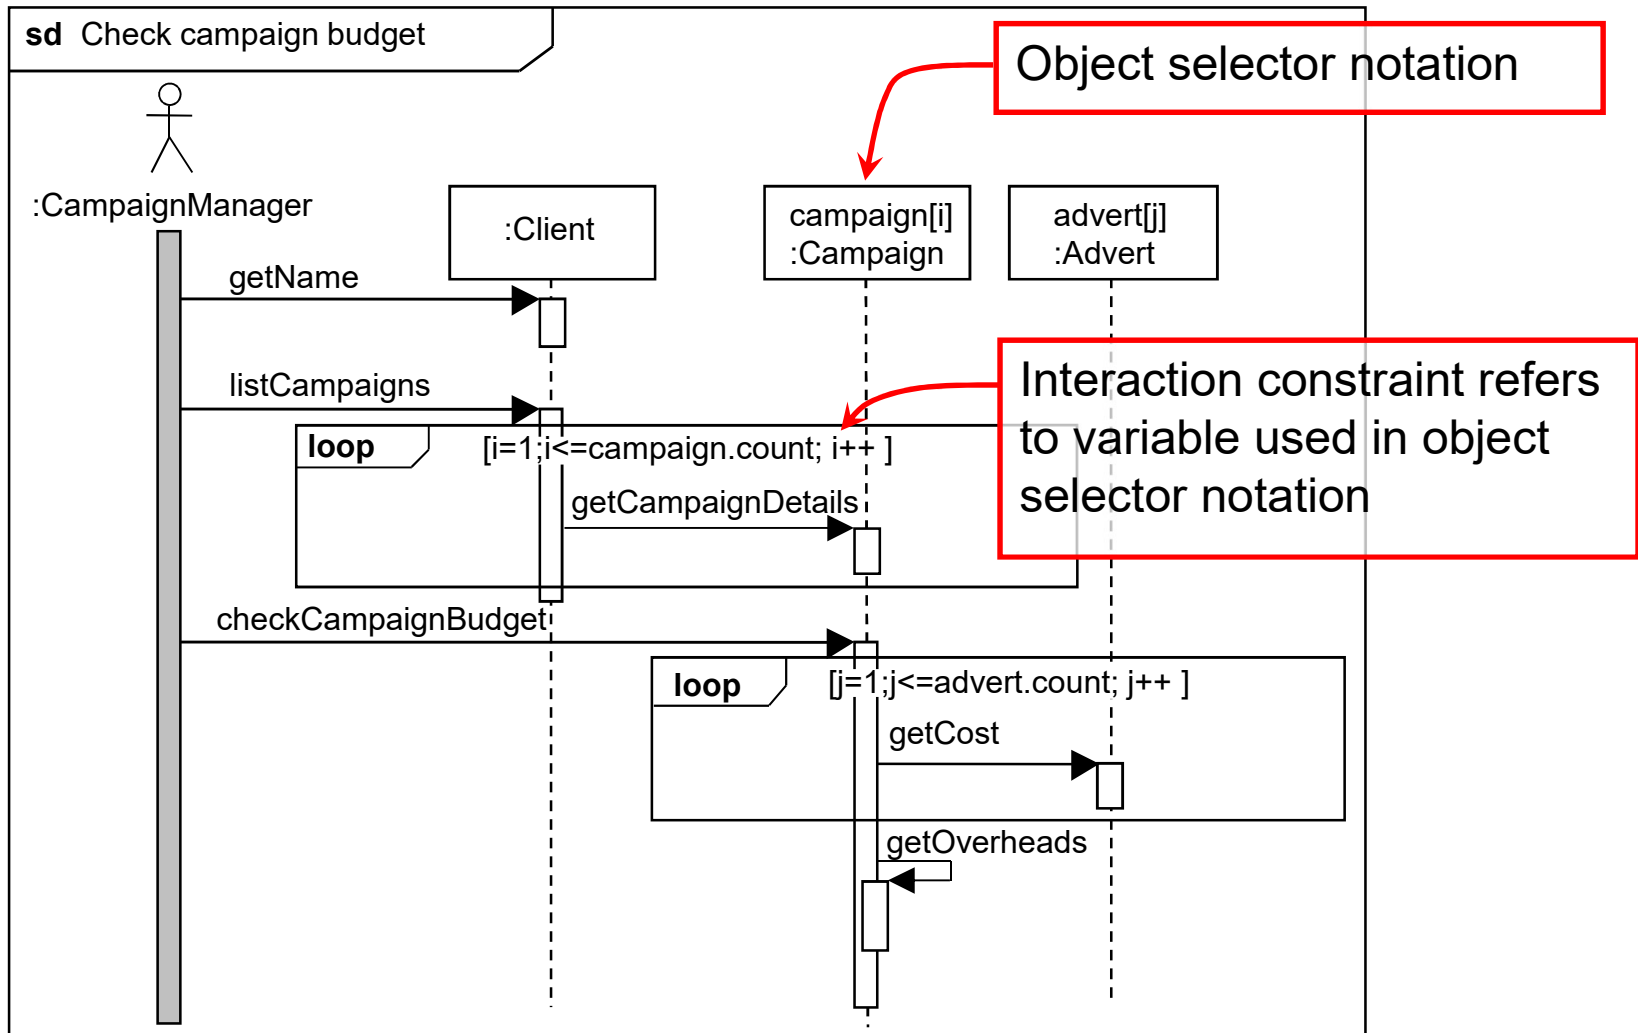 sd Check campaign budget
Object selector notation
:CampaignManager
:Client
campaign[i]
:Campaign
advert[j]
:Advert
getName
listCampaigns
Interaction constraint refers
to variable used in object
selector notation
loop [i=1;i<=campaign.count; i++ ]
getCampaignDetails
checkCampaignBudget
loop [j=1;j<=advert.count; j++ ]
getCost
getOverheads